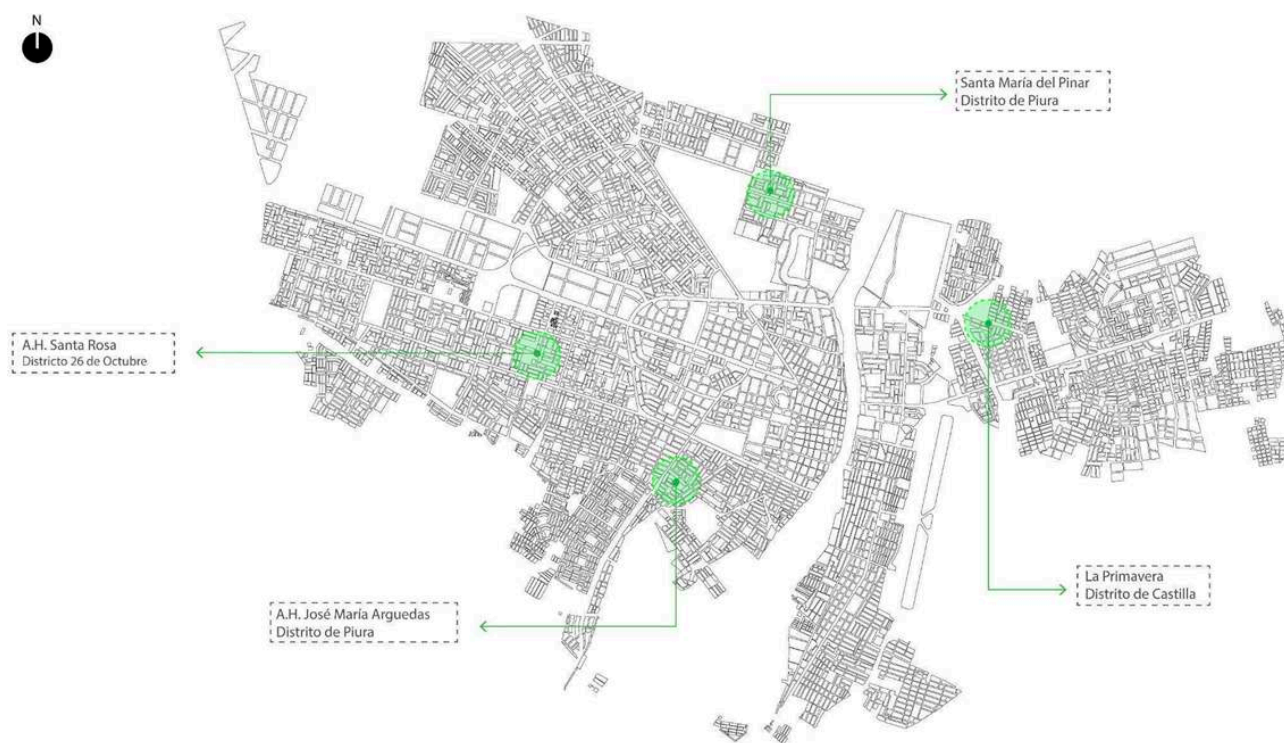 N
Santa María del Pinar
Distrito de Piura
A.H. Santa Rosa
Districto 26 de Octubre
La Primavera
Distrito de Castilla
A.H. José María Arguedas
Distrito de Piura